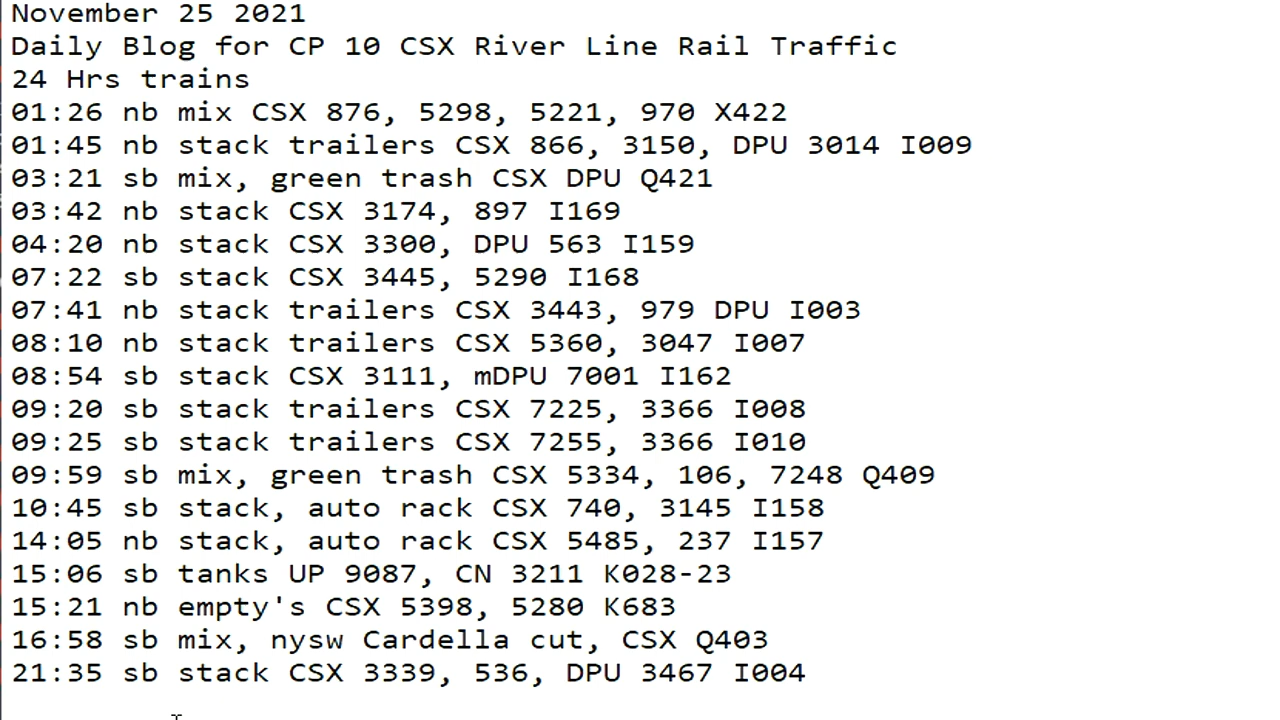 November 25 2021
Daily Blog for CP 10 CSX River Line Rail Traffic
24 Hrs trains
01:26 nb mix CSX 876, 5298, 5221, 970 X422
01:45 nb stack trailers CSX 866, 3150, DPU 3014 I009
03:21 sb mix, green trash CSX DPU Q421
03:42 nb stack CSX 3174, 897 I169
04:20 nb stack CSX 3300, DPU 563 I159
07:22 sb stack CSX 3445, 5290 I168
07:41 nb stack trailers CSX 3443, 979 DPU I003
08:10 nb stack trailers CSX 5360, 3047 I007
08:54 sb stack CSX 3111, mDPU 7001 I162
09:20 sb stack trailers CSX 7225, 3366 I008
09:25 sb stack trailers CSX 7255, 3366 I010
09:59 sb mix, green trash CSX 5334, 106, 7248 Q409
10:45 sb stack, auto rack CSX 740, 3145 I158
14:05 nb stack, auto rack CSX 5485, 237 I157
15:06 sb tanks UP 9087, CN 3211 K028-23
15:21 nb empty's CSX 5398, 5280 K683
16:58 sb mix, nysw Cardella cut, CSX Q403
21:35 sb stack CSX 3339, 536, DPU 3467 I004